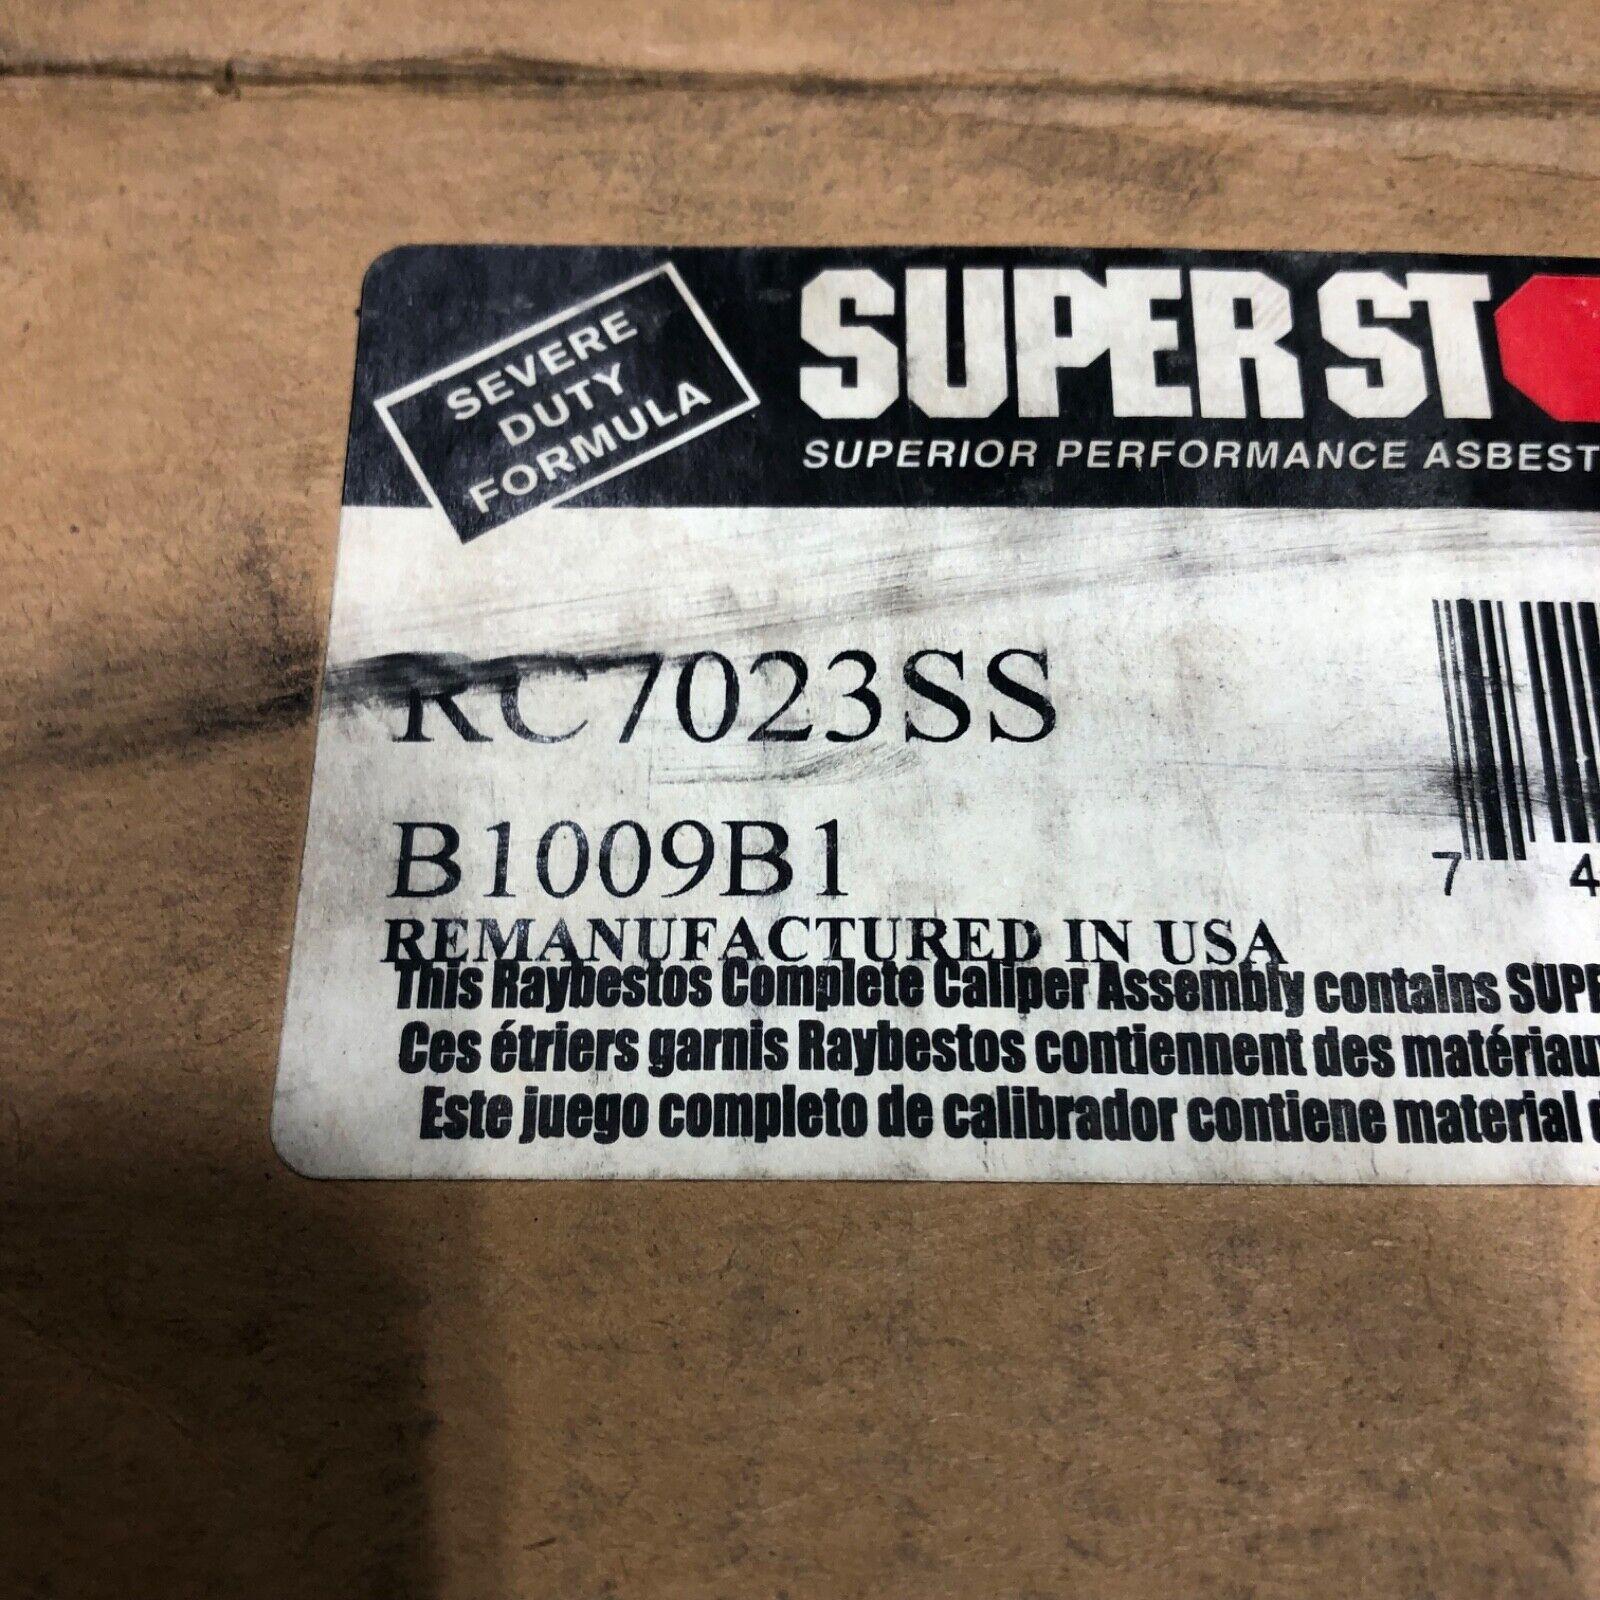 SEVERE
DUTY
FORMULA
SUPER ST
SUPERIOR PERFORMANCE ASBEST
RC7023SS
B1009B1
7 4
REMANUFACTURED IN USA
This Raybestos Complete Caliper Assembly contains SUPE
Ces étriers garnis Raybestos contiennent des matériau
Este juego completo de calibrador contiene material